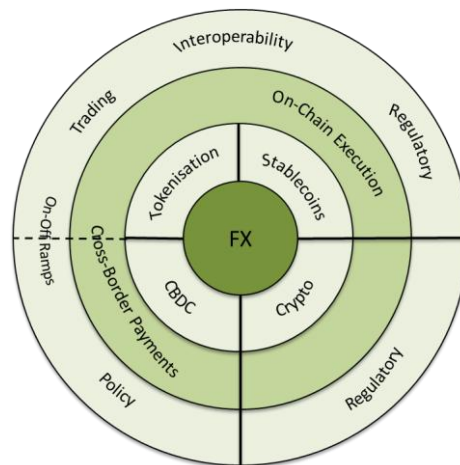 Interoperability
Trading
Regulatory
On-Chain Execution
Tokenisation
Stablecoins
FX
On-Off Ramps
Cross-Border Payments
CBDC
Crypto
Policy
Regulatory